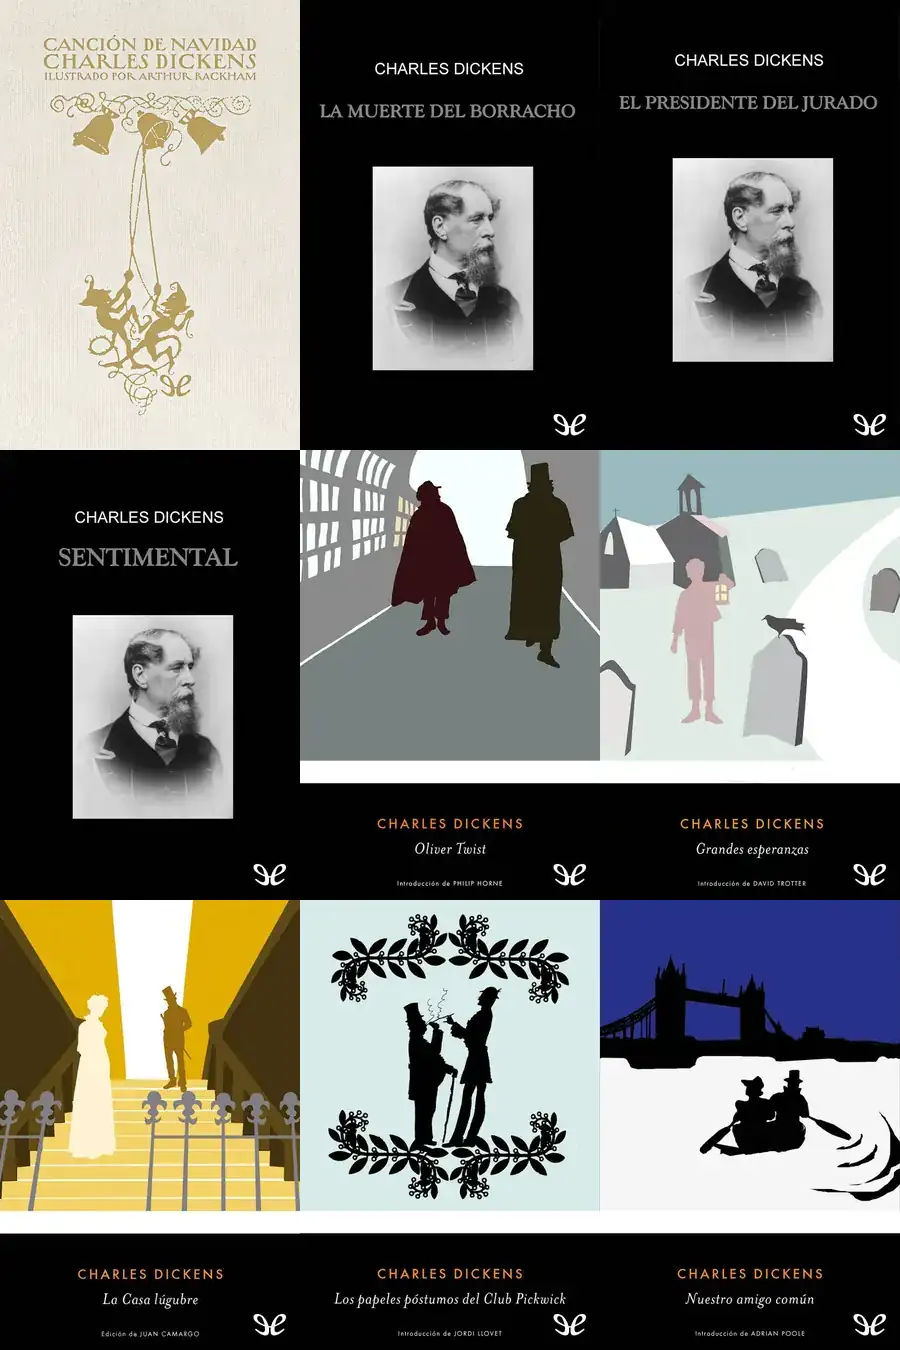 CANCIÓN DE NAVIDAD
CHARLES DICKENS
ILUSTRADO POR ARTHUR RACKHAM
CHARLES DICKENS
LA MUERTE DEL BORRACHO
CHARLES DICKENS
EL PRESIDENTE DEL JURADO
CHARLES DICKENS
SENTIMENTAL
CHARLES DICKENS
Oliver Twist
Introducción de PHILIP HORNE
CHARLES DICKENS
Grandes esperanzas
Introducción de DAVID TROTTER
CHARLES DICKENS
La Casa lúgubre
Edición de JUAN CAMARGO
CHARLES DICKENS
Los papeles póstumos del Club Pickwick
Introducción de JORDI LLOVET
CHARLES DICKENS
Nuestro amigo común
Introducción de ADRIAN POOLE